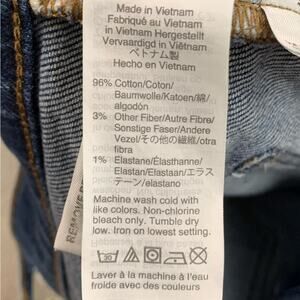 Made in Vietnam
Fabriqué au Vietnam
In Vietnam Hergestellt
Vervaardigd in Viëtnam
ベトナム製
Hecho en Vietnam
96% Cotton/Coton/
Baumwolle/Katoen/綿/
algodón
3% Other Fiber/Autre Fibre/
Sonstige Faser/Andere
Vezel/その他の繊維/otra
fibra
1% Elastane/Élasthanne/
Elastan/Elastaan/エラス
テーン/elastano
Machine wash cold with
like colors. Non-chlorine
bleach only. Tumble dry
low. Iron on lowest setting.
Laver à la machine à l'eau
froide avec des couleurs
REMOVE